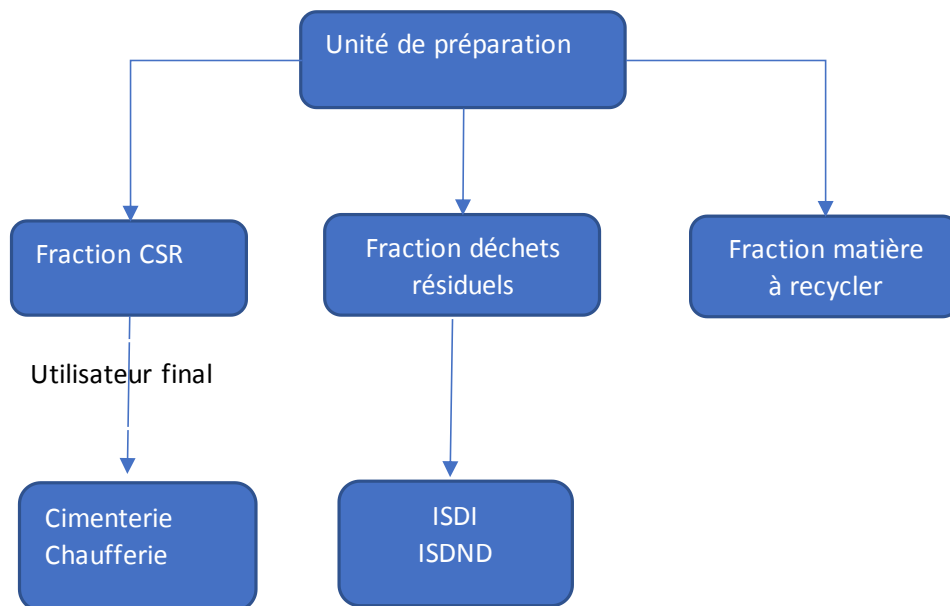 Unité de préparation
Fraction CSR
Fraction déchets
résiduels
Fraction matière
à recycler
Utilisateur final
Cimenterie
Chaufferie
ISDI
ISDND